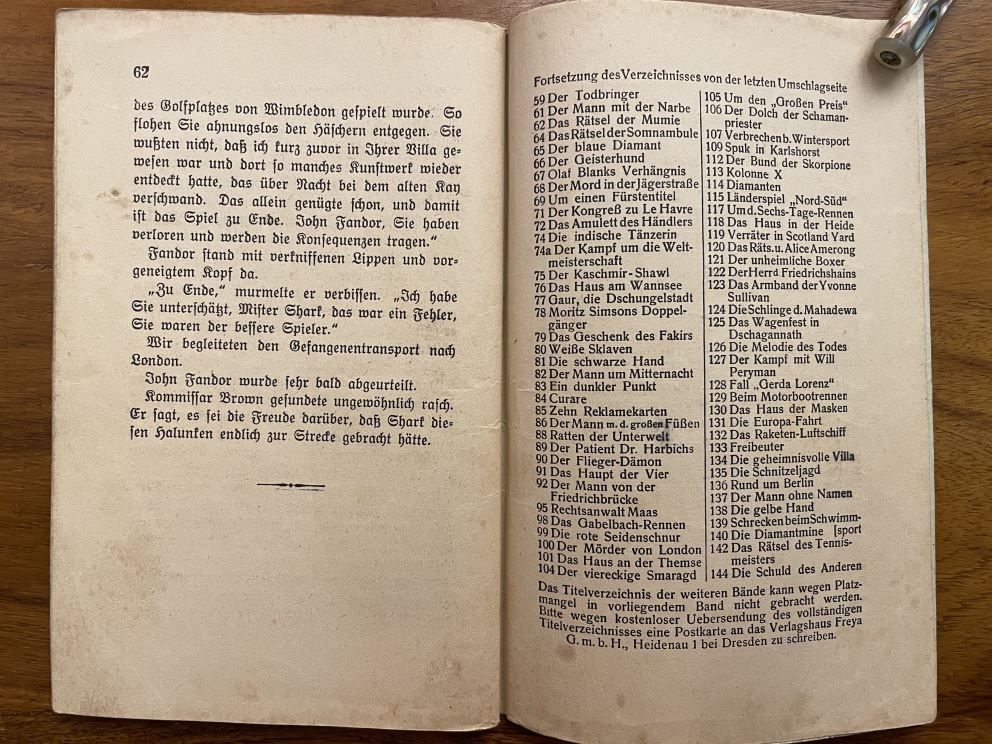 62
des Golfplatzes von Wimbledon gespielt wurde. So
flohen Sie ahnungslos den Häschern entgegen. Sie
wußten nicht, daß ich kurz zuvor in Ihrer Villa ge-
wesen war und dort so manches Kunstwerk wieder
entdeckt hatte, das über Nacht bei dem alten Kay
verschwand. Das allein genügte schon, und damit
ist das Spiel zu Ende. John Fandor, Sie haben
verloren und werden die Konsequenzen tragen.“
Fandor stand mit verkniffenen Lippen und vor-
geneigtem Kopf da.
„Zu Ende,“ murmelte er verbissen. „Ich habe
Sie unterschätzt, Mister Shark, das war ein Fehler,
Sie waren der bessere Spieler.“
Wir begleiteten den Gefangenentransport nach
London.
John Fandor wurde sehr bald abgeurteilt.
Kommissar Brown gesundete ungewöhnlich rasch.
Er sagt, es sei die Freude darüber, daß Shark die-
sen Halunken endlich zur Strecke gebracht hätte.
Fortsetzung des Verzeichnisses von der letzten Umschlagseite
59 Der Todbringer
61 Der Mann mit der Narbe
62 Das Rätsel der Mumie
64 Das Rätsel der Somnambule
65 Der blaue Diamant
66 Der Geisterhund
67 Olaf Blanks Verhängnis
68 Der Mord in der Jägerstraße
69 Um einen Fürstentitel
71 Der Kongreß zu Le Havre
72 Das Amulett des Händlers
74 Die indische Tänzerin
74a Der Kampf um die Welt-
meisterschaft
75 Der Kaschmir-Shawl
76 Das Haus am Wannsee
77 Gaur, die Dschungelstadt
78 Moritz Simsons Doppel-
gänger
79 Das Geschenk des Fakirs
80 Weiße Sklaven
81 Die schwarze Hand
82 Der Mann um Mitternacht
83 Ein dunkler Punkt
84 Curare
85 Zehn Reklamekarten
86 Der Mann m. d. großen Füßen
88 Ratten der Unterwelt
89 Der Patient Dr. Harbichs
90 Der Flieger-Dämon
91 Das Haupt der Vier
92 Der Mann von der
Friedrichbrücke
95 Rechtsanwalt Maas
98 Das Gabelbach-Rennen
99 Die rote Seidenschnur
100 Der Mörder von London
101 Das Haus an der Themse
104 Der viereckige Smaragd
105 Um den „Großen Preis“
106 Der Dolch der Schaman-
priester
107 Verbrechen b. Wintersport
109 Spuk in Karlshorst
112 Der Bund der Skorpione
113 Kolonne X
114 Diamanten
115 Länderspiel „Nord-Süd“
117 Um d. Sechs-Tage-Rennen
118 Das Haus in der Heide
119 Verräter in Scotland Yard
120 Das Räts. u. Alice Amerong
121 Der unheimliche Boxer
122 Der Herr d Friedrichshains
123 Das Armband der Yvonne
Sullivan
124 Die Schlinge d. Mahadewa
125 Das Wagenfest in
Dschagannath
126 Die Melodie des Todes
127 Der Kampf mit Will
Peryman
128 Fall „Gerda Lorenz“
129 Beim Motorbootrennen
130 Das Haus der Masken
131 Die Europa-Fahrt
132 Das Raketen-Luftschiff
133 Freibeuter
134 Die geheimnisvolle Villa
135 Die Schnitzeljagd
136 Rund um Berlin
137 Der Mann ohne Namen
138 Die gelbe Hand
139 Schrecken beim Schwimm-
140 Die Diamantmine [sport
142 Das Rätsel des Tennis-
meisters
144 Die Schuld des Anderen
Das Titelverzeichnis der weiteren Bände kann wegen Platz-
mangel in vorliegendem Band nicht gebracht werden.
Bitte wegen kostenloser Uebersendung des vollständigen
Titelverzeichnisses eine Postkarte an das Verlagshaus Freya
G. m. b. H., Heidenau 1 bei Dresden zu schreiben.